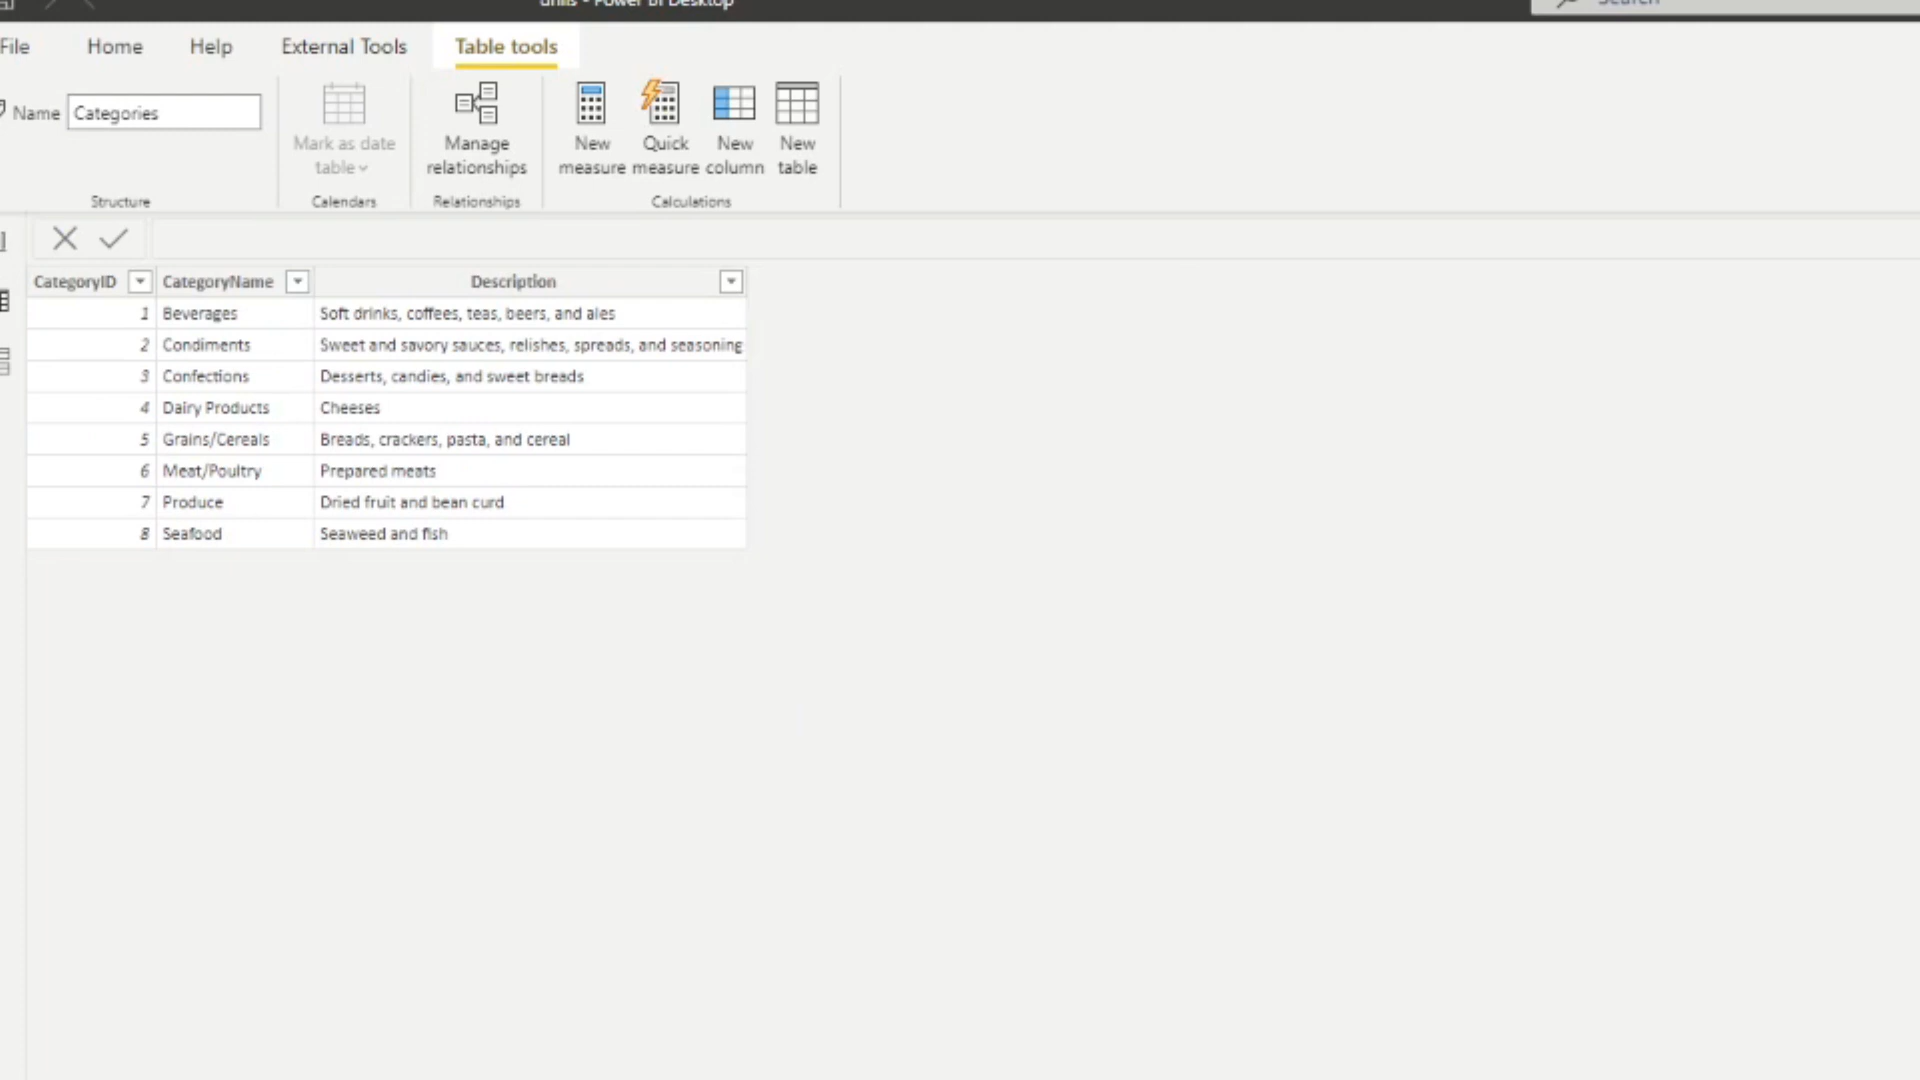 - Power BI Desktop
Search
File Home Help External Tools Table tools
Name Categories
Mark as date table
Manage relationships
New measure
Quick measure
New column
New table
Structure Calendars Relationships Calculations
CategoryID CategoryName Description
1 Beverages Soft drinks, coffees, teas, beers, and ales
2 Condiments Sweet and savory sauces, relishes, spreads, and seasoning
3 Confections Desserts, candies, and sweet breads
4 Dairy Products Cheeses
5 Grains/Cereals Breads, crackers, pasta, and cereal
6 Meat/Poultry Prepared meats
7 Produce Dried fruit and bean curd
8 Seafood Seaweed and fish